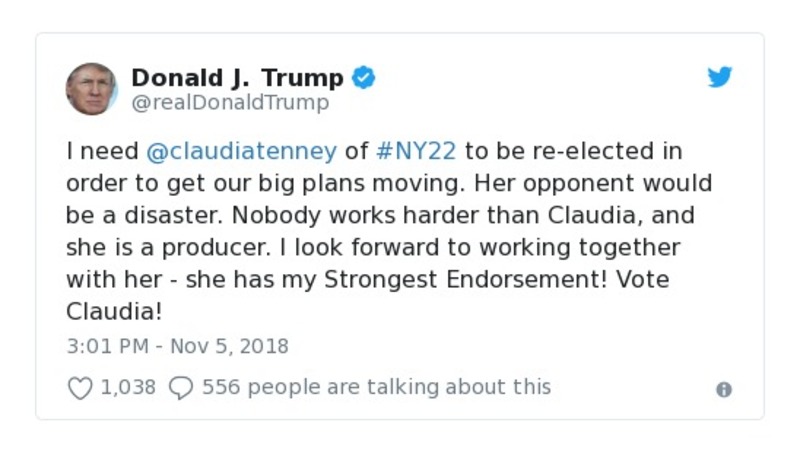 Donald J. Trump
@realDonaldTrump
I need @claudiatenney of #NY22 to be re-elected in
order to get our big plans moving. Her opponent would
be a disaster. Nobody works harder than Claudia, and
she is a producer. I look forward to working together
with her - she has my Strongest Endorsement! Vote
Claudia!
3:01 PM - Nov 5, 2018
1,038 556 people are talking about this